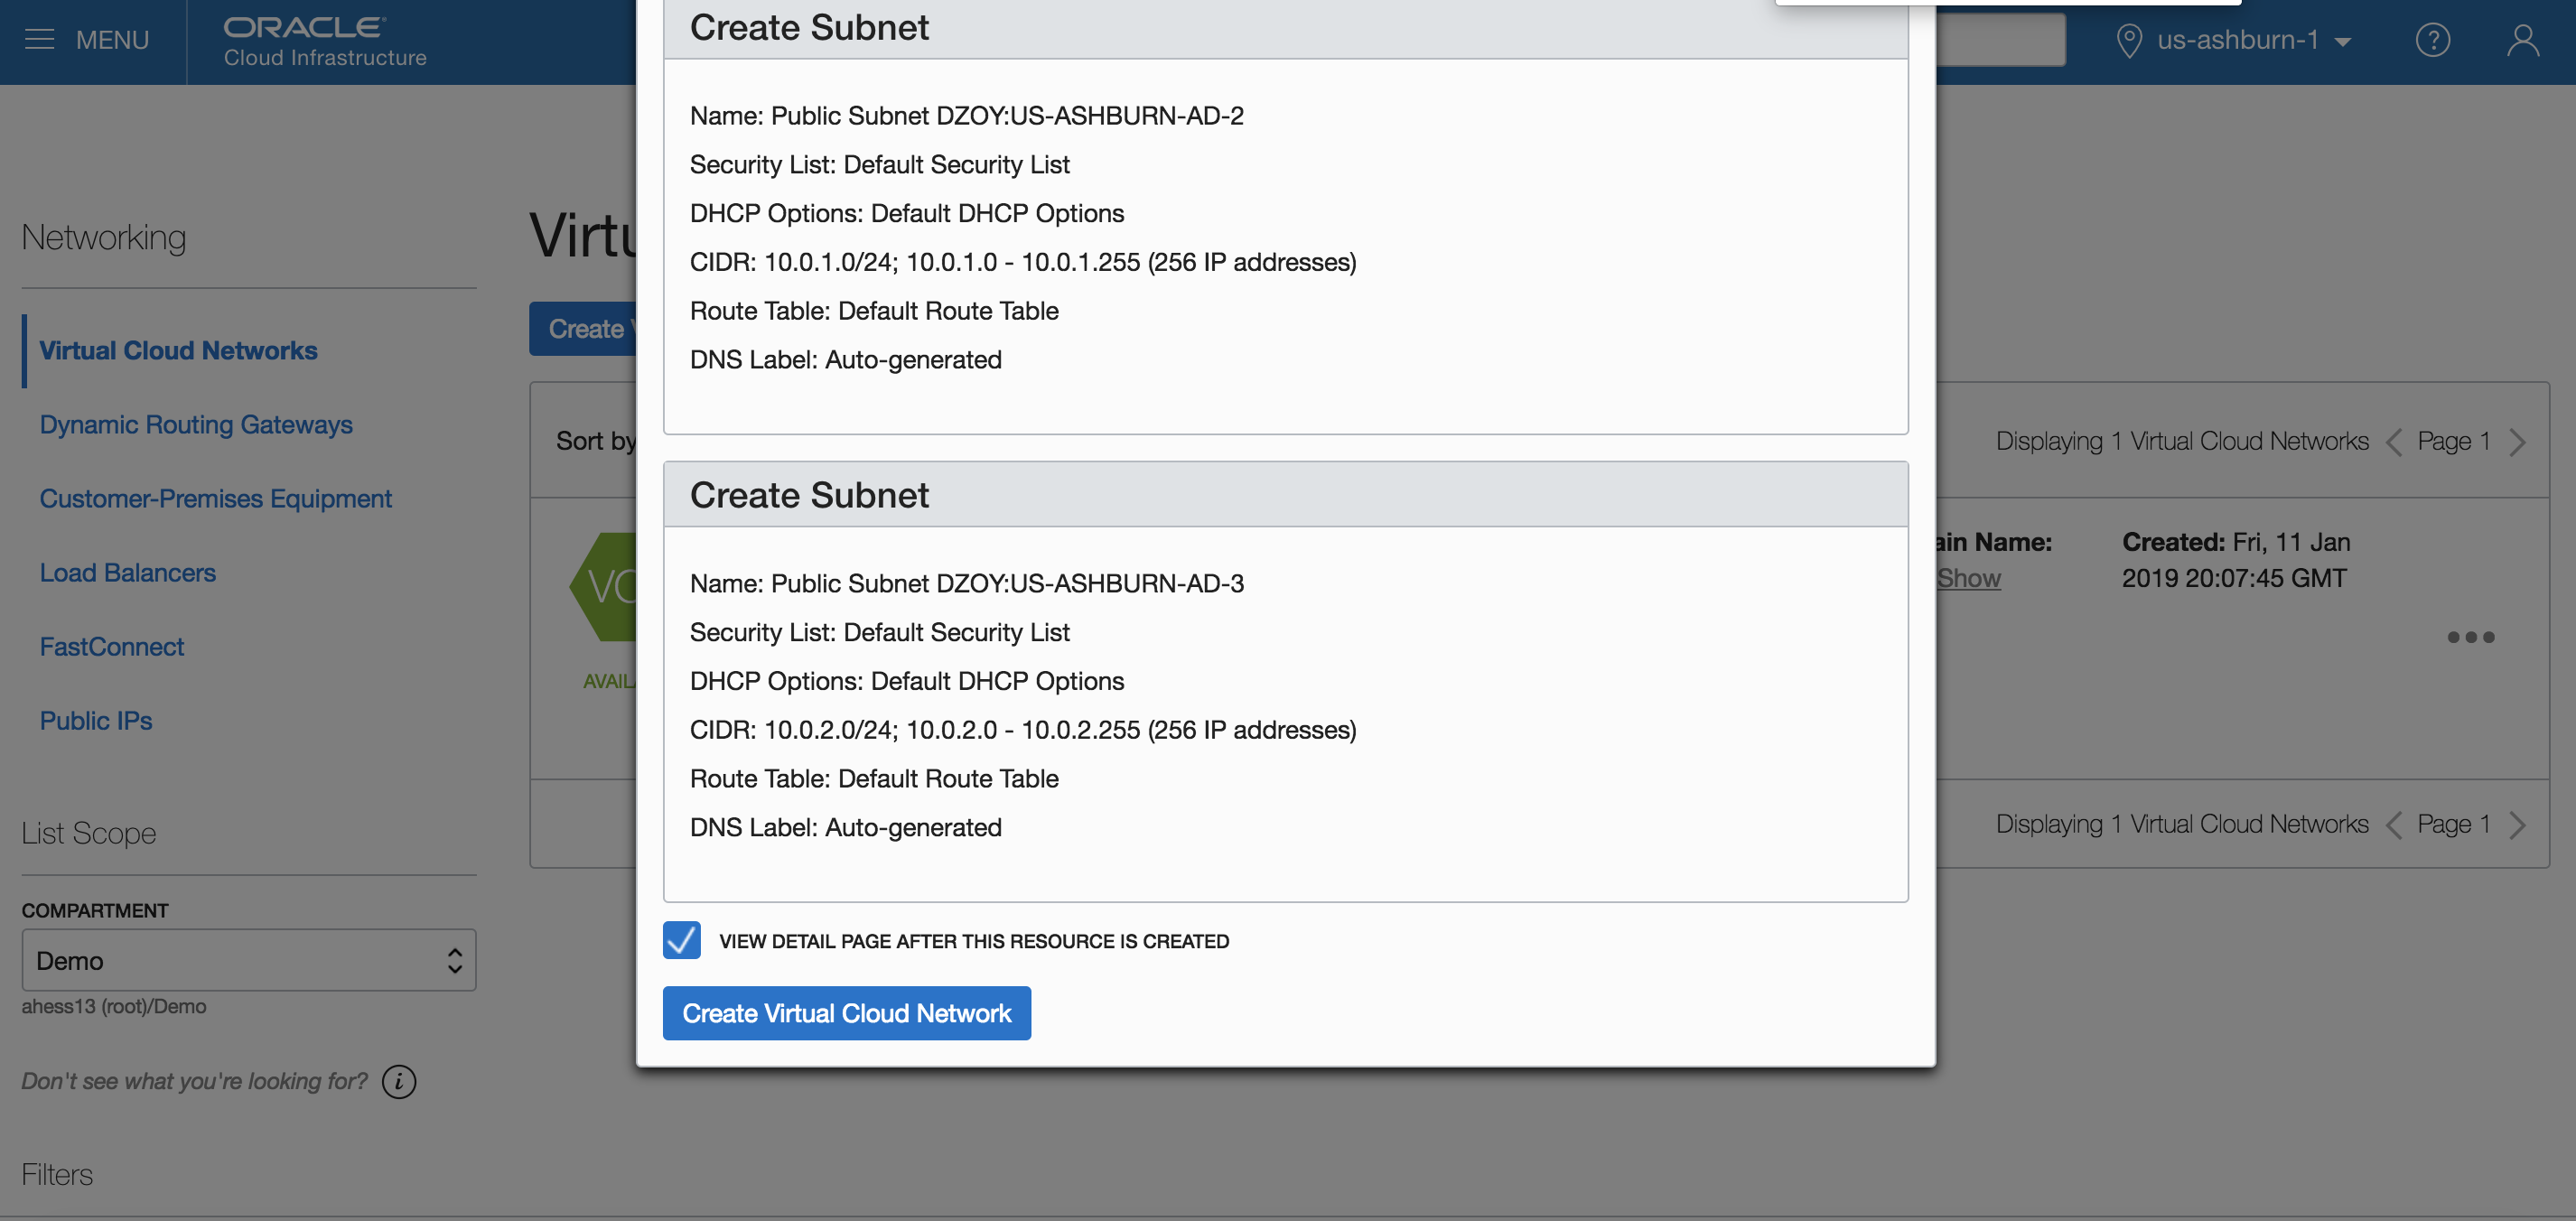 MENU
ORACLE
Cloud Infrastructure
us-ashburn-1
Networking
Virtual Cloud Networks
Dynamic Routing Gateways
Customer-Premises Equipment
Load Balancers
FastConnect
Public IPs
List Scope
COMPARTMENT
Demo
ahess13 (root)/Demo
Don't see what you're looking for?
Filters
Create
Sort by
Create Subnet
Name: Public Subnet DZOY:US-ASHBURN-AD-2
Security List: Default Security List
DHCP Options: Default DHCP Options
CIDR: 10.0.1.0/24; 10.0.1.0 - 10.0.1.255 (256 IP addresses)
Route Table: Default Route Table
DNS Label: Auto-generated
Create Subnet
Name: Public Subnet DZOY:US-ASHBURN-AD-3
Security List: Default Security List
DHCP Options: Default DHCP Options
CIDR: 10.0.2.0/24; 10.0.2.0 - 10.0.2.255 (256 IP addresses)
Route Table: Default Route Table
DNS Label: Auto-generated
VIEW DETAIL PAGE AFTER THIS RESOURCE IS CREATED
Create Virtual Cloud Network
Displaying 1 Virtual Cloud Networks Page 1
Name:
Show
Created: Fri, 11 Jan
2019 20:07:45 GMT
Displaying 1 Virtual Cloud Networks Page 1